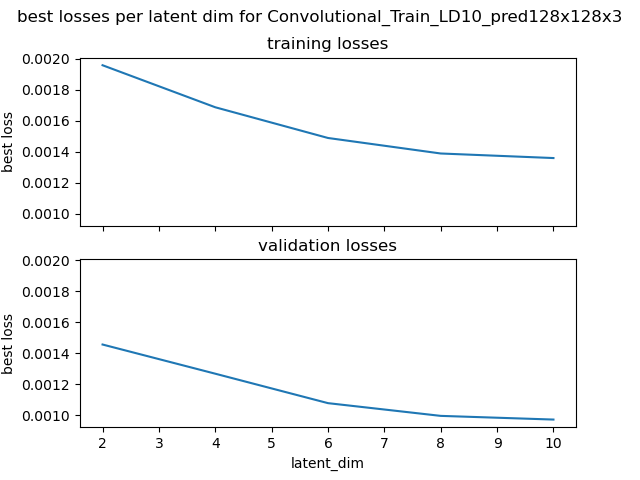 best losses per latent dim for Convolutional_Train_LD10_pred128x128x3
training losses
0.0020
0.0018
0.0016
0.0014
0.0012
0.0010
best loss
validation losses
0.0020
0.0018
0.0016
0.0014
0.0012
0.0010
best loss
2 3 4 5 6 7 8 9 10
latent_dim